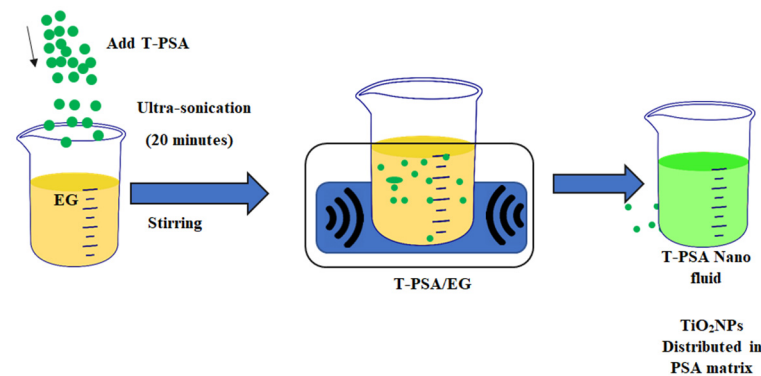 Add T-PSA
Ultra-sonication
(20 minutes)
EG
Stirring
T-PSA/EG
T-PSA Nano
fluid
TiO₂NPs
Distributed in
PSA matrix